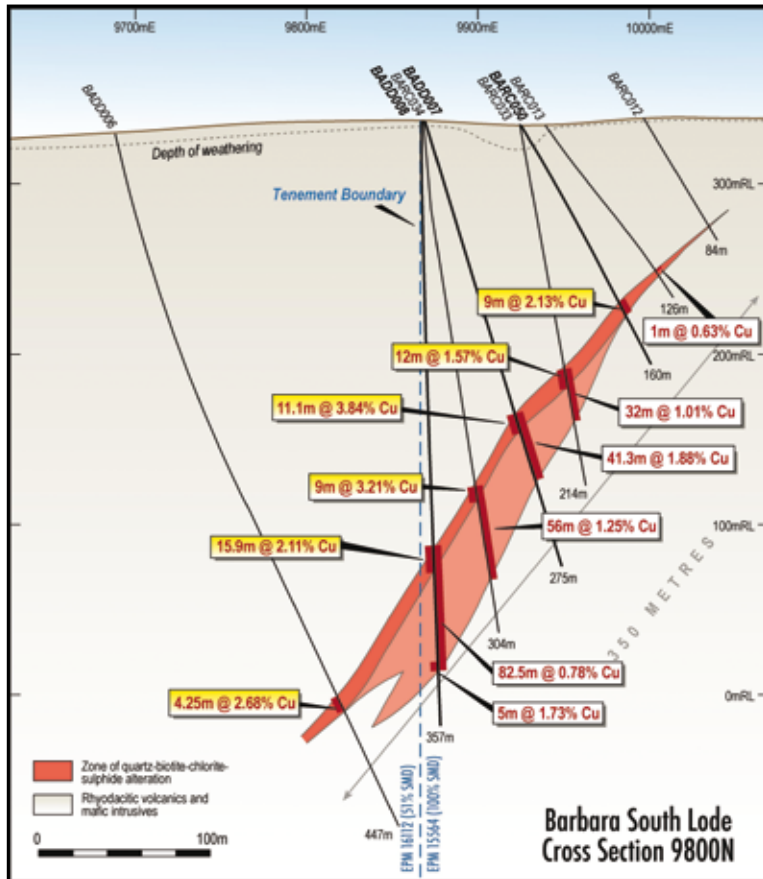 9700mE
9800mE
9900mE
10000mE
BADD006
BADD008
BARC034
BADD007
BARC003
BARC050
BARC013
BARC012
Depth of weathering
Tenement Boundary
300mRL
84m
9m @ 2.13% Cu
126m
1m @ 0.63% Cu
200mRL
12m @ 1.57% Cu
160m
11.1m @ 3.84% Cu
32m @ 1.01% Cu
41.3m @ 1.88% Cu
9m @ 3.21% Cu
214m
100mRL
56m @ 1.25% Cu
15.9m @ 2.11% Cu
275m
350 METRES
304m
82.5m @ 0.78% Cu
0mRL
4.25m @ 2.68% Cu
5m @ 1.73% Cu
357m
Zone of quartz-biotite-chlorite-
sulphide alteration
Rhyodacitic volcanics and
mafic intrusives
0
100m
447m
EPM 16112 (51% SMD)
EPM 15564 (100% SMD)
Barbara South Lode
Cross Section 9800N